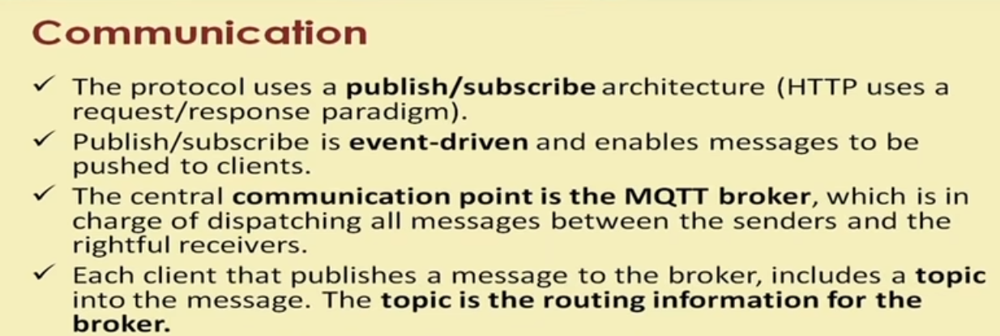 Communication
✓ The protocol uses a publish/subscribe architecture (HTTP uses a
request/response paradigm).
✓ Publish/subscribe is event-driven and enables messages to be
pushed to clients.
✓ The central communication point is the MQTT broker, which is in
charge of dispatching all messages between the senders and the
rightful receivers.
✓ Each client that publishes a message to the broker, includes a topic
into the message. The topic is the routing information for the
broker.